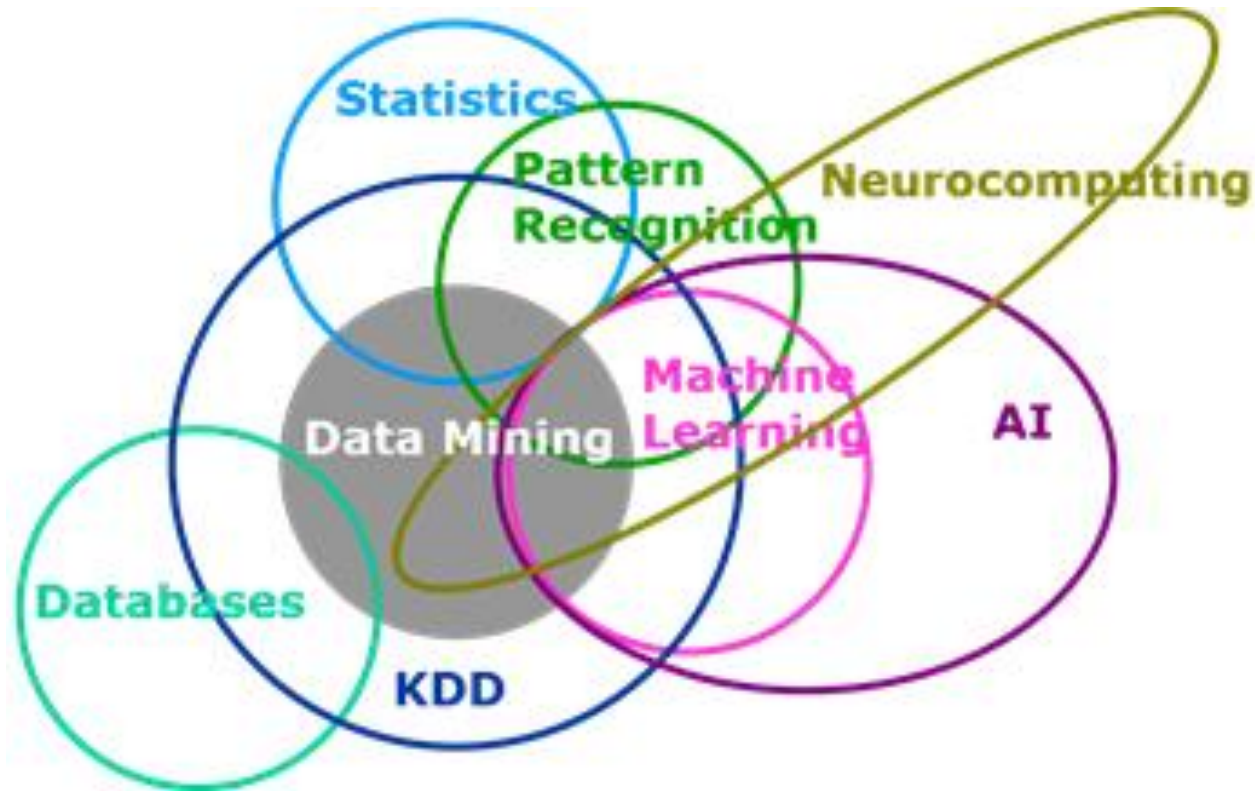 Statistics
Pattern
Recognition
Neurocomputing
Machine
Learning
AI
Data Mining
Databases
KDD